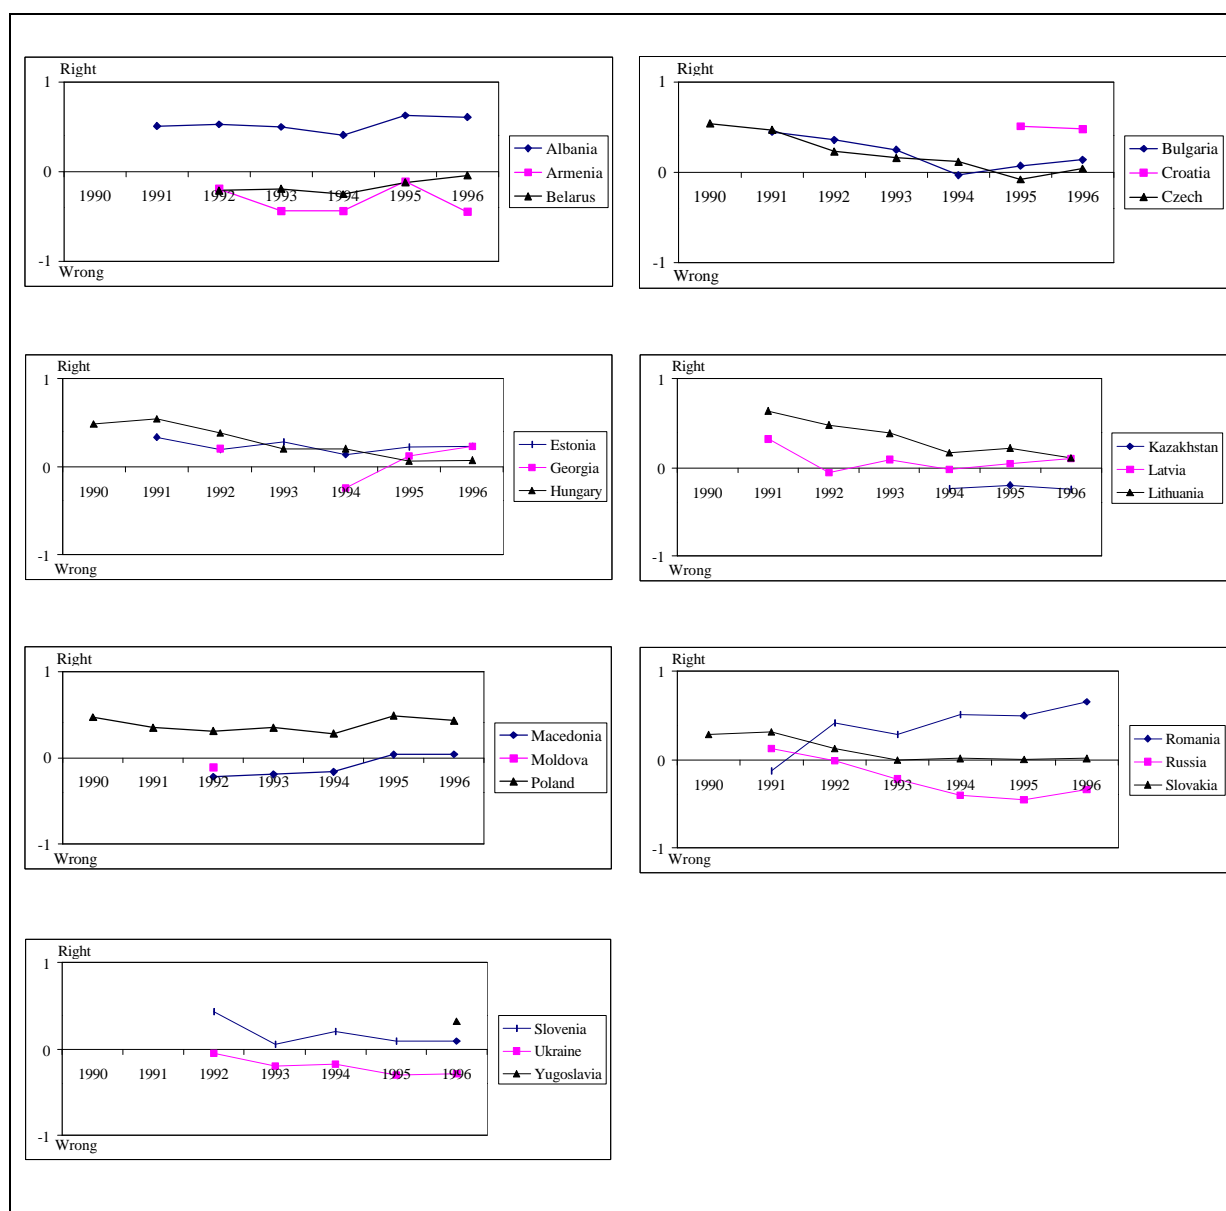 Right
1
0
-1
1990 1991 1992 1993 1994 1995 1996
Wrong
Albania
Armenia
Belarus
Right
1
0
-1
1990 1991 1992 1993 1994 1995 1996
Wrong
Bulgaria
Croatia
Czech
Right
1
0
-1
1990 1991 1992 1993 1994 1995 1996
Wrong
Estonia
Georgia
Hungary
Right
1
0
-1
1990 1991 1992 1993 1994 1995 1996
Wrong
Kazakhstan
Latvia
Lithuania
Right
1
0
-1
1990 1991 1992 1993 1994 1995 1996
Wrong
Macedonia
Moldova
Poland
Right
1
0
-1
1990 1991 1992 1993 1994 1995 1996
Wrong
Romania
Russia
Slovakia
Right
1
0
-1
1990 1991 1992 1993 1994 1995 1996
Wrong
Slovenia
Ukraine
Yugoslavia